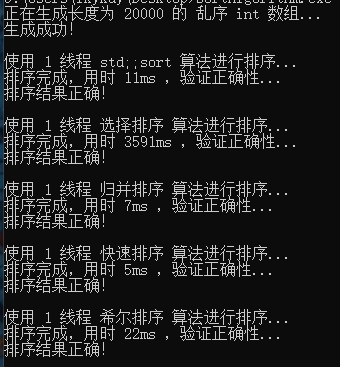 正在生成长度为 20000 的 乱序 int 数组...
生成成功!
使用 1 线程 std;;sort 算法进行排序...
排序完成，用时 11ms ，验证正确性...
排序结果正确!
使用 1 线程 选择排序 算法进行排序...
排序完成，用时 3591ms ，验证正确性...
排序结果正确!
使用 1 线程 归并排序 算法进行排序...
排序完成，用时 7ms ，验证正确性...
排序结果正确!
使用 1 线程 快速排序 算法进行排序...
排序完成，用时 5ms ，验证正确性...
排序结果正确!
使用 1 线程 希尔排序 算法进行排序...
排序完成，用时 22ms ，验证正确性...
排序结果正确!